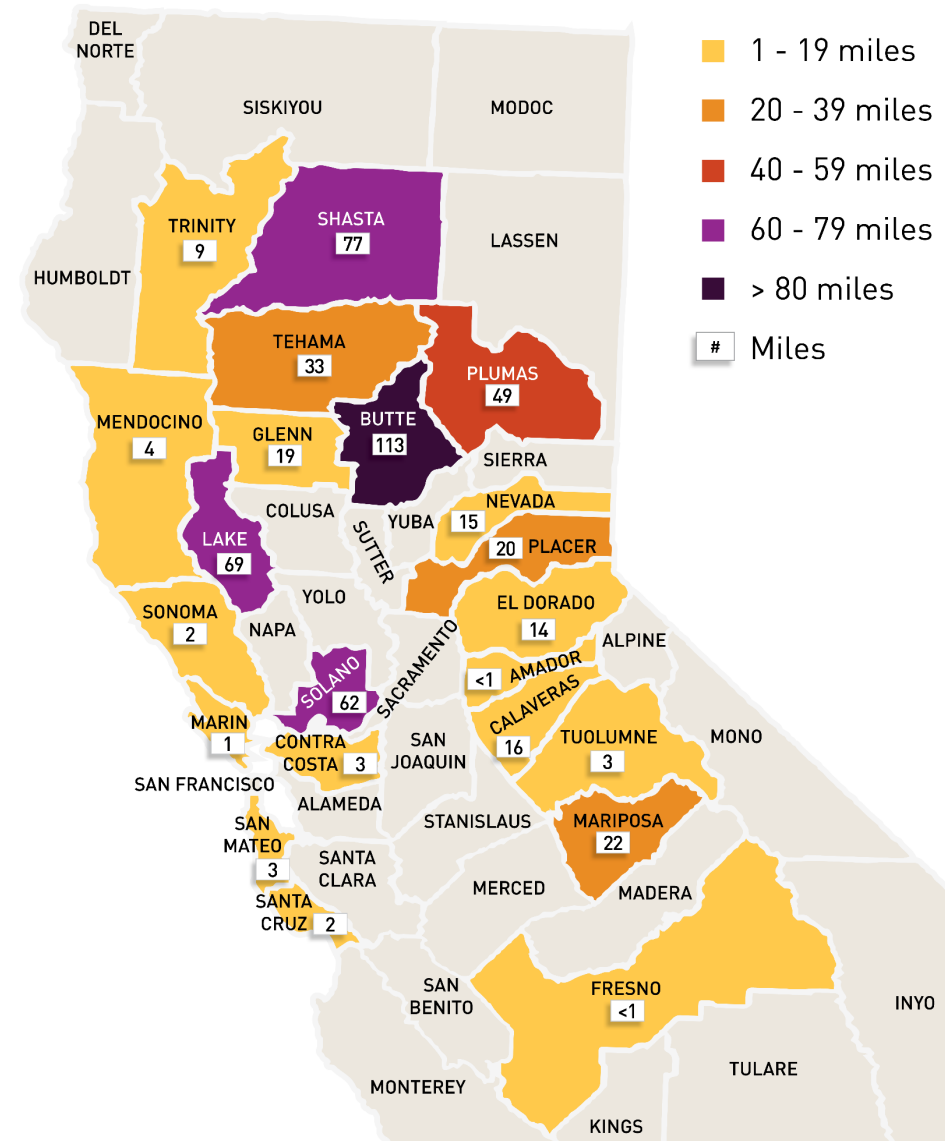 DEL
NORTE
SISKIYOU
MODOC
1 - 19 miles
20 - 39 miles
40 - 59 miles
60 - 79 miles
> 80 miles
# Miles
TRINITY
9
SHASTA
77
LASSEN
HUMBOLDT
TEHAMA
33
PLUMAS
49
MENDOCINO
4
GLENN
19
BUTTE
113
SIERRA
COLUSA
SUTTER
YUBA
NEVADA
15
LAKE
69
20
PLACER
YOLO
SONOMA
2
NAPA
EL DORADO
14
ALPINE
SACRAMENTO
<1
AMADOR
SOLANO
62
CALAVERAS
16
MARIN
1
CONTRA
COSTA
3
SAN
JOAQUIN
TUOLUMNE
3
MONO
SAN FRANCISCO
ALAMEDA
STANISLAUS
MARIPOSA
22
SAN
MATEO
3
SANTA
CLARA
MERCED
MADERA
SANTA
CRUZ
2
SAN
BENITO
FRESNO
<1
INYO
MONTEREY
TULARE
KINGS